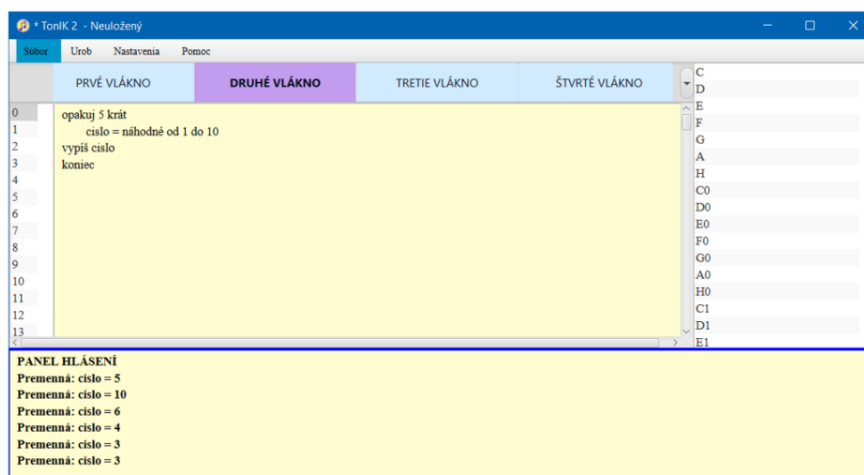 * TonIK 2 - Neuložený
Súbor Urob Nastavenia Pomoc
PRVÉ VLÁKNO DRUHÉ VLÁKNO TRETIE VLÁKNO ŠTVRTÉ VLÁKNO
0 opakuj 5 krát
1 cislo = náhodné od 1 do 10
2 vypíš cislo
3 koniec
4
5
6
7
8
9
10
11
12
13
C
D
E
F
G
A
H
C0
D0
E0
F0
G0
A0
H0
C1
D1
E1
PANEL HLÁSENÍ
Premenná: cislo = 5
Premenná: cislo = 10
Premenná: cislo = 6
Premenná: cislo = 4
Premenná: cislo = 3
Premenná: cislo = 3